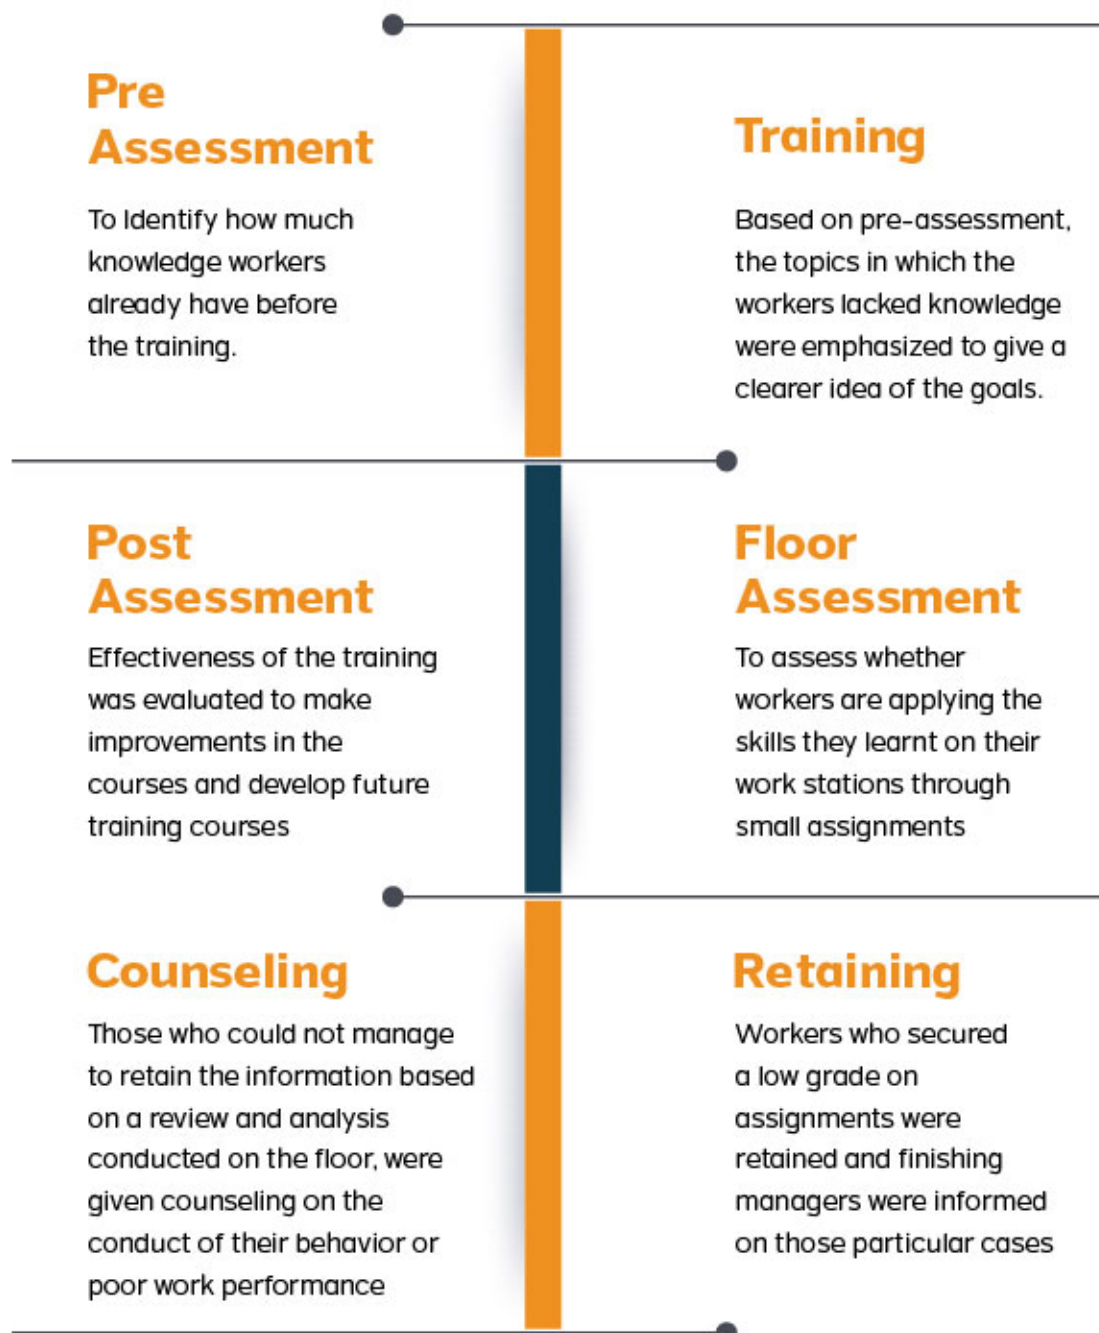 Pre
Assessment
To Identify how much
knowledge workers
already have before
the training.
Training
Based on pre-assessment,
the topics in which the
workers lacked knowledge
were emphasized to give a
clearer idea of the goals.
Post
Assessment
Effectiveness of the training
was evaluated to make
improvements in the
courses and develop future
training courses
Floor
Assessment
To assess whether
workers are applying the
skills they learnt on their
work stations through
small assignments
Counseling
Those who could not manage
to retain the information based
on a review and analysis
conducted on the floor, were
given counseling on the
conduct of their behavior or
poor work performance
Retaining
Workers who secured
a low grade on
assignments were
retained and finishing
managers were informed
on those particular cases